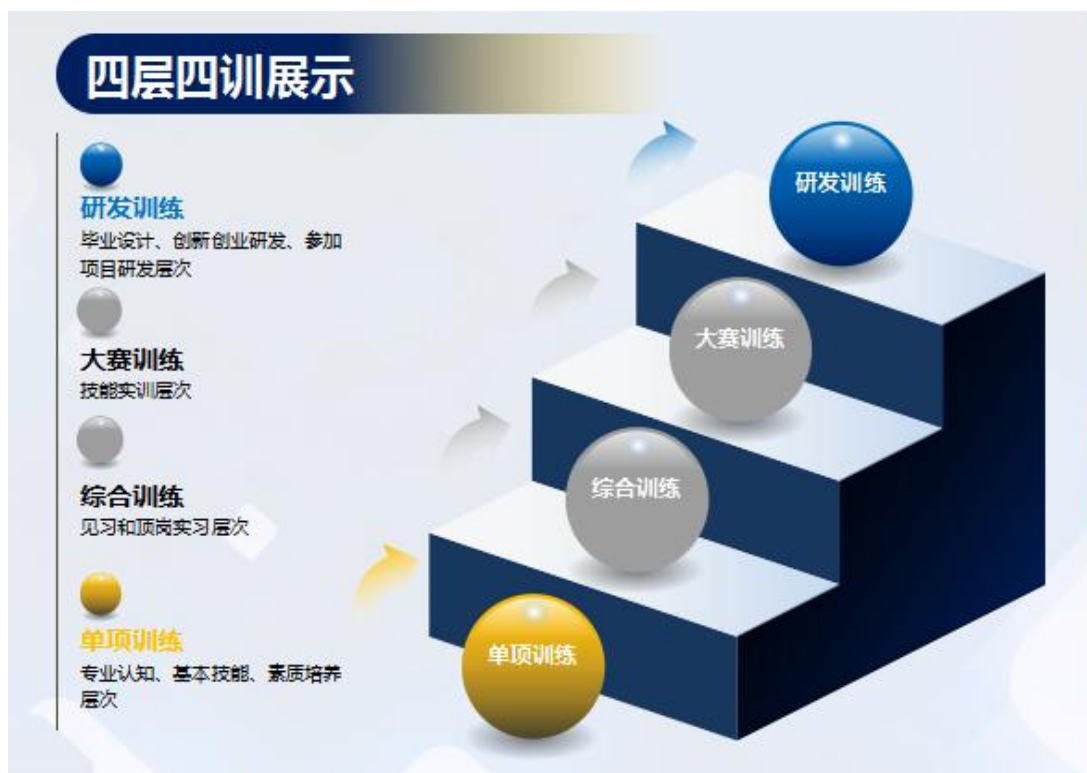 四层四训展示
研发训练
毕业设计、创新创业研发、参加
项目研发层次
大赛训练
技能实训层次
综合训练
见习和顶岗实习层次
单项训练
专业认知、基本技能、素质培养
层次
研发训练
大赛训练
综合训练
单项训练